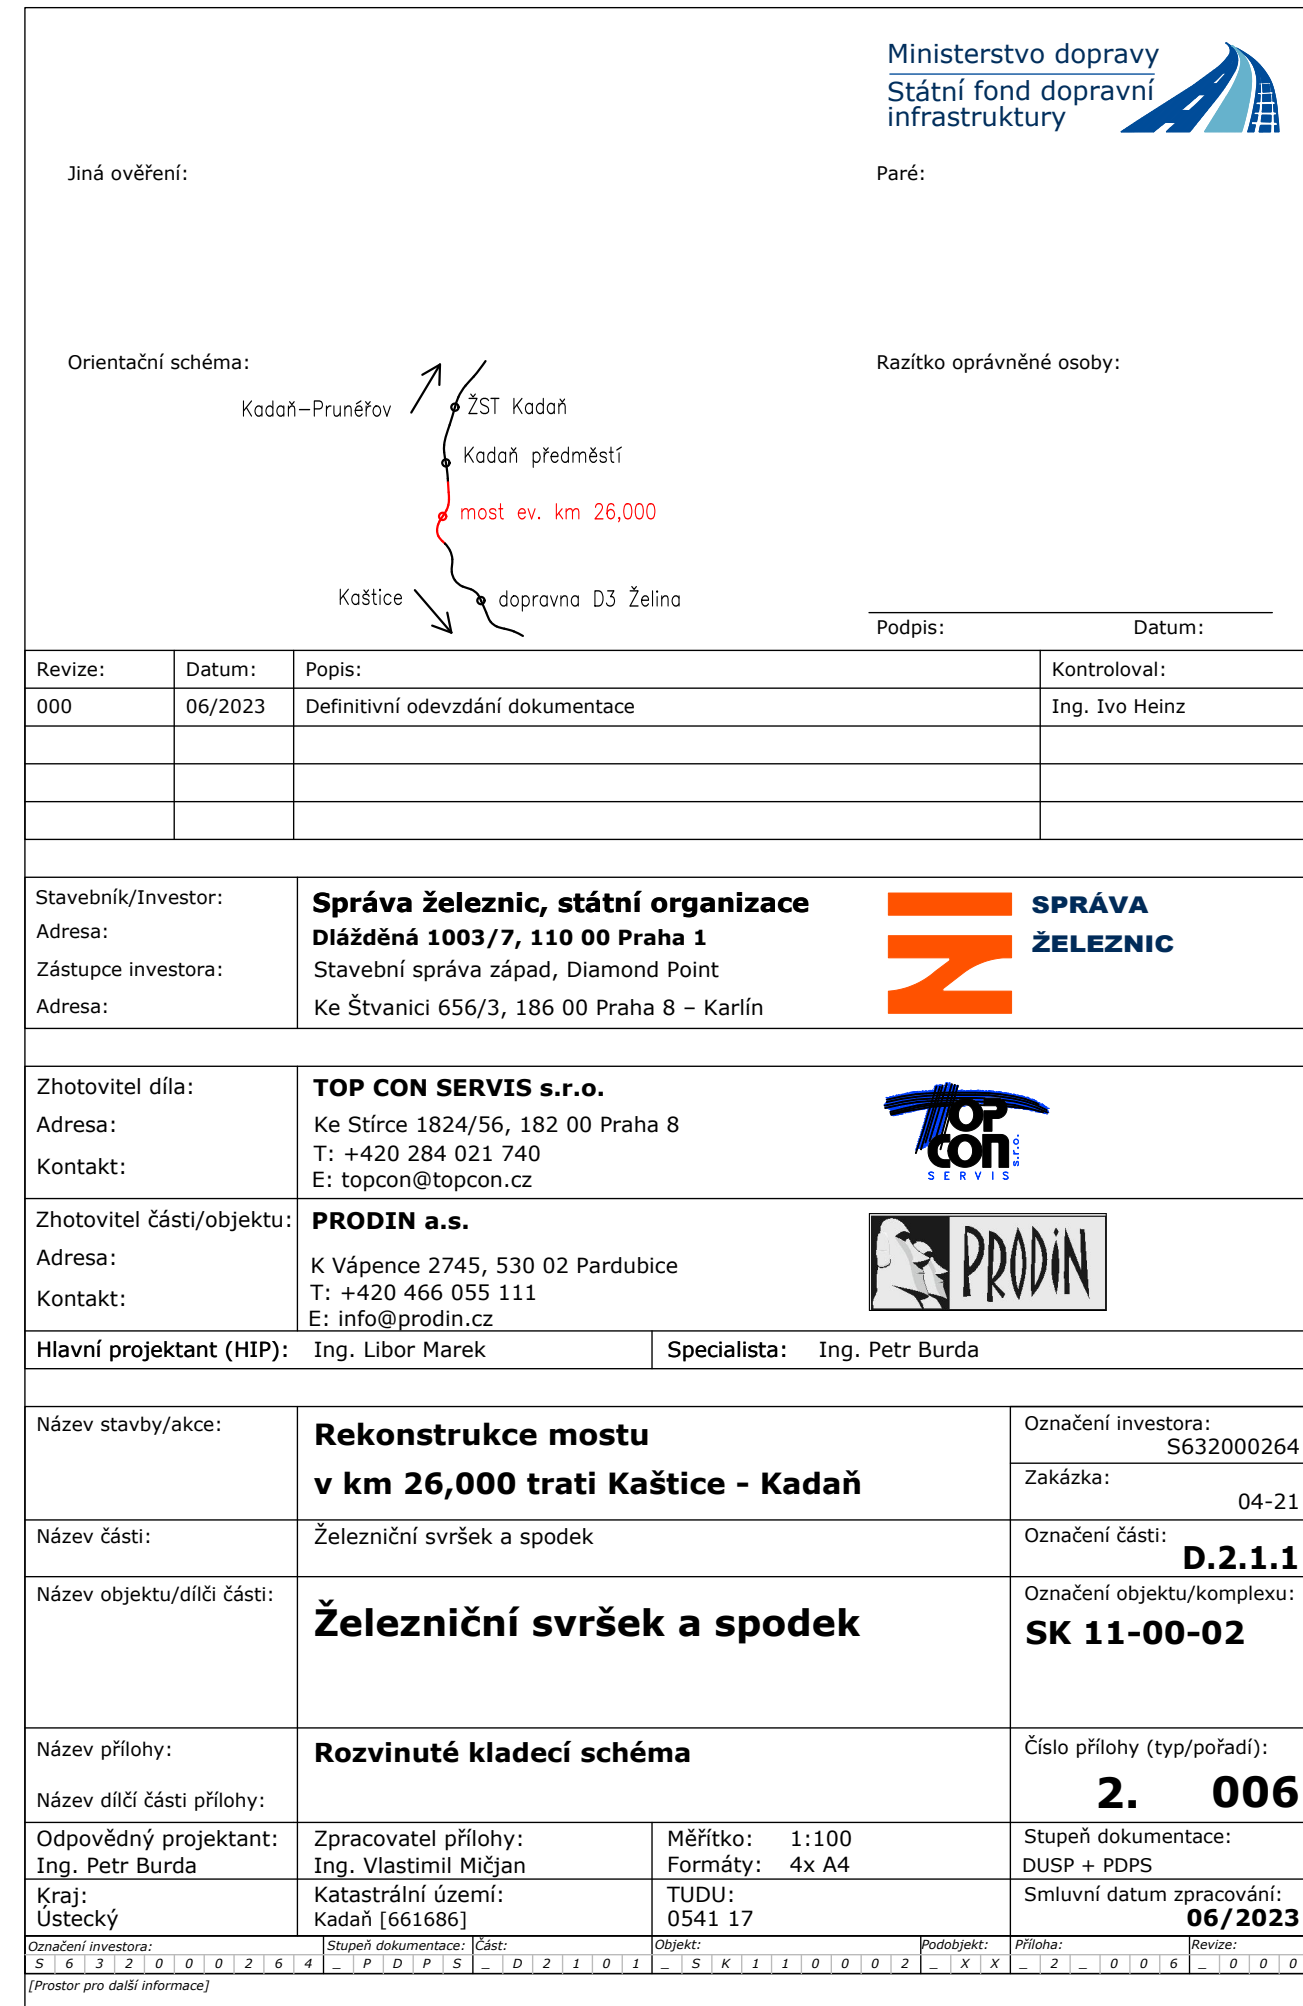 Ministerstvo dopravy
Státní fond dopravní
infrastruktury
Jiná ověření:
Paré:
Orientační schéma:
Razítko oprávněné osoby:
Kadaň-Prunéřov
ŽST Kadaň
Kadaň předměstí
most ev. km 26,000
Kaštice
dopravna D3 Želina
Podpis: Datum:
Revize: Datum: Popis: Kontroloval:
000 06/2023 Definitivní odevzdání dokumentace Ing. Ivo Heinz
Stavebník/Investor: Správa železnic, státní organizace
Adresa: Dlážděná 1003/7, 110 00 Praha 1
Zástupce investora: Stavební správa západ, Diamond Point
Adresa: Ke Štvanici 656/3, 186 00 Praha 8 – Karlín
SPRÁVA
ŽELEZNIC
Zhotovitel díla: TOP CON SERVIS s.r.o.
Adresa: Ke Stírce 1824/56, 182 00 Praha 8
Kontakt: T: +420 284 021 740
E: topcon@topcon.cz
TOP
CON s.r.o.
SERVIS
Zhotovitel části/objektu: PRODIN a.s.
Adresa: K Vápence 2745, 530 02 Pardubice
Kontakt: T: +420 466 055 111
E: info@prodin.cz
PRODIN
Hlavní projektant (HIP): Ing. Libor Marek Specialista: Ing. Petr Burda
Název stavby/akce: Rekonstrukce mostu
v km 26,000 trati Kaštice - Kadaň
Označení investora:
S632000264
Zakázka:
04-21
Název části: Železniční svršek a spodek
Označení části:
D.2.1.1
Název objektu/dílči části: Železniční svršek a spodek
Označení objektu/komplexu:
SK 11-00-02
Název přílohy: Rozvinuté kladecí schéma
Název dílčí části přílohy:
Číslo přílohy (typ/pořadí):
2. 006
Odpovědný projektant: Zpracovatel přílohy: Měřítko: 1:100 Stupeň dokumentace:
Ing. Petr Burda Ing. Vlastimil Mičjan Formáty: 4x A4 DUSP + PDPS
Kraj: Katastrální území: TUDU: Smluvní datum zpracování:
Ústecký Kadaň [661686] 0541 17 06/2023
Označení investora: Stupeň dokumentace: Část: Objekt: Podobjekt: Příloha: Revize:
S 6 3 2 0 0 0 2 6 4 _ P D P S _ D 2 1 0 1 _ S K 1 1 0 0 0 2 _ X X _ 2 _ 0 0 6 _ 0 0 0
[Prostor pro další informace]